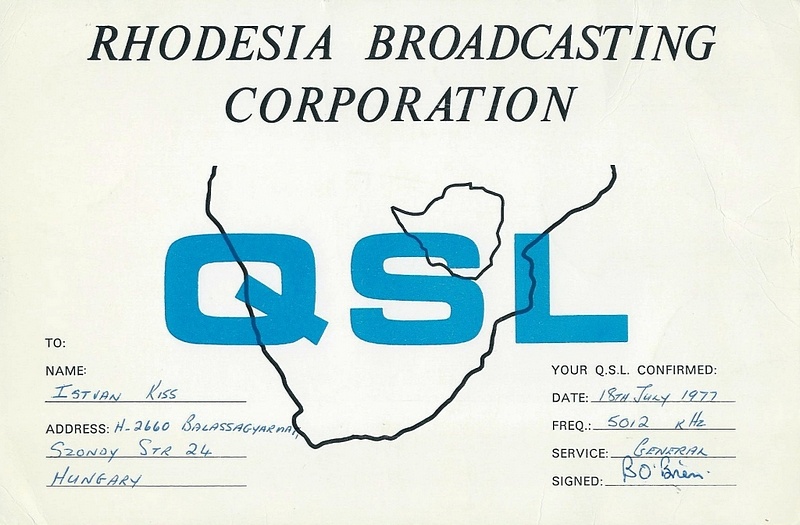 RHODESIA BROADCASTING
CORPORATION
QSL
TO:
NAME:
ISTVAN KISS
ADDRESS: H-2660 BALASSAGYARMAT,
SZONDY STR 24
HUNGARY
YOUR Q.S.L. CONFIRMED:
DATE: 18TH JULY 1977
FREQ.: 5012 KHz
SERVICE: GENERAL
SIGNED: B O'Brien.